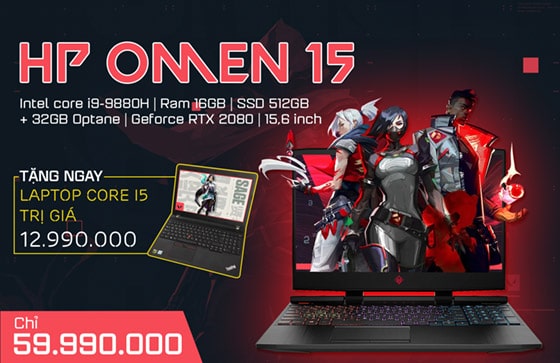 HP OMEN 15
Intel core i9-9880H | Ram 16GB | SSD 512GB
+ 32GB Optane | Geforce RTX 2080 | 15,6 inch
TẶNG NGAY
LAPTOP CORE I5
TRỊ GIÁ
12.990.000
SAGE
Chỉ
59.990.000